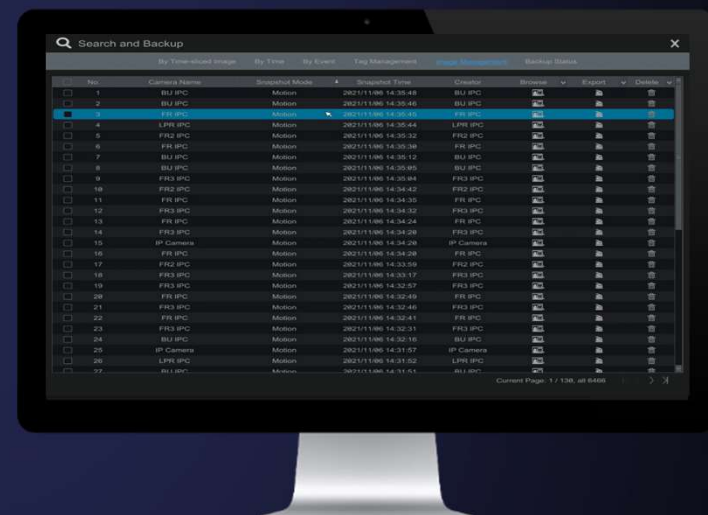 Search and Backup
By Time-sliced Image By Time By Event Tag Management Image Management Backup Status
No. Camera Name Snapshot Mode Snapshot Time Creator Browse Export Delete
1 BU IPC Motion 2021/11/06 14:35:48 BU IPC
2 BU IPC Motion 2021/11/06 14:35:46 BU IPC
3 FR IPC Motion 2021/11/06 14:35:45 FR IPC
4 LPR IPC Motion 2021/11/06 14:35:44 LPR IPC
5 FR2 IPC Motion 2021/11/06 14:35:32 FR2 IPC
6 FR IPC Motion 2021/11/06 14:35:30 FR IPC
7 BU IPC Motion 2021/11/06 14:35:12 BU IPC
8 BU IPC Motion 2021/11/06 14:35:05 BU IPC
9 FR3 IPC Motion 2021/11/06 14:35:04 FR3 IPC
10 FR2 IPC Motion 2021/11/06 14:34:42 FR2 IPC
11 FR IPC Motion 2021/11/06 14:34:35 FR IPC
12 FR3 IPC Motion 2021/11/06 14:34:32 FR3 IPC
13 FR IPC Motion 2021/11/06 14:34:24 FR IPC
14 FR3 IPC Motion 2021/11/06 14:34:20 FR3 IPC
15 IP Camera Motion 2021/11/06 14:34:20 IP Camera
16 FR IPC Motion 2021/11/06 14:34:20 FR IPC
17 FR2 IPC Motion 2021/11/06 14:33:59 FR2 IPC
18 FR3 IPC Motion 2021/11/06 14:33:17 FR3 IPC
19 FR3 IPC Motion 2021/11/06 14:32:57 FR3 IPC
20 FR IPC Motion 2021/11/06 14:32:49 FR IPC
21 FR3 IPC Motion 2021/11/06 14:32:46 FR3 IPC
22 FR IPC Motion 2021/11/06 14:32:41 FR IPC
23 FR3 IPC Motion 2021/11/06 14:32:31 FR3 IPC
24 BU IPC Motion 2021/11/06 14:32:16 BU IPC
25 IP Camera Motion 2021/11/06 14:31:57 IP Camera
26 LPR IPC Motion 2021/11/06 14:31:52 LPR IPC
27 BU IPC Motion 2021/11/06 14:31:51 BU IPC
Current Page: 1 / 130, all 6466